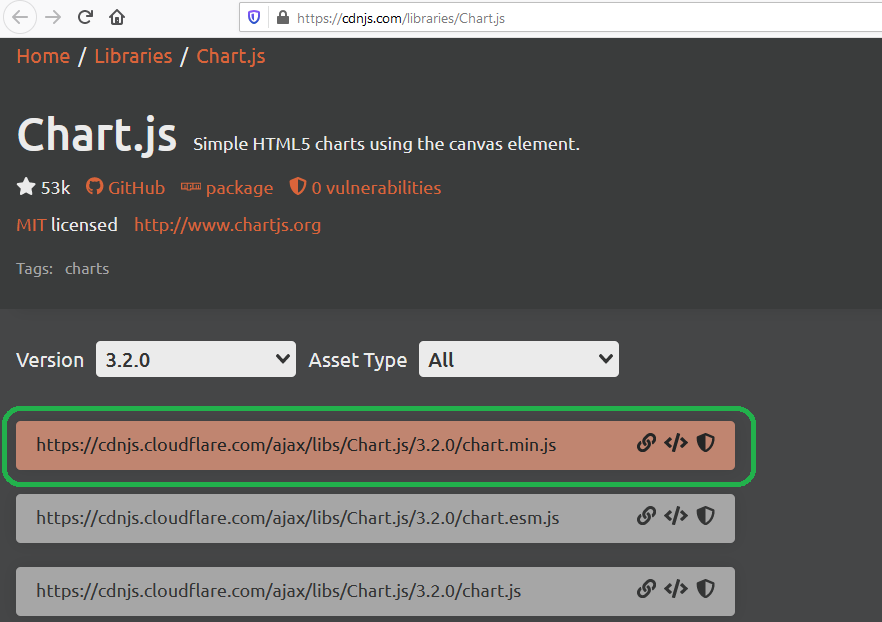 https://cdnjs.com/libraries/Chart.js
Home / Libraries / Chart.js
Chart.js Simple HTML5 charts using the canvas element.
53k GitHub npm package 0 vulnerabilities
MIT licensed http://www.chartjs.org
Tags: charts
Version 3.2.0 Asset Type All
https://cdnjs.cloudflare.com/ajax/libs/Chart.js/3.2.0/chart.min.js </>
https://cdnjs.cloudflare.com/ajax/libs/Chart.js/3.2.0/chart.esm.js </>
https://cdnjs.cloudflare.com/ajax/libs/Chart.js/3.2.0/chart.js </>